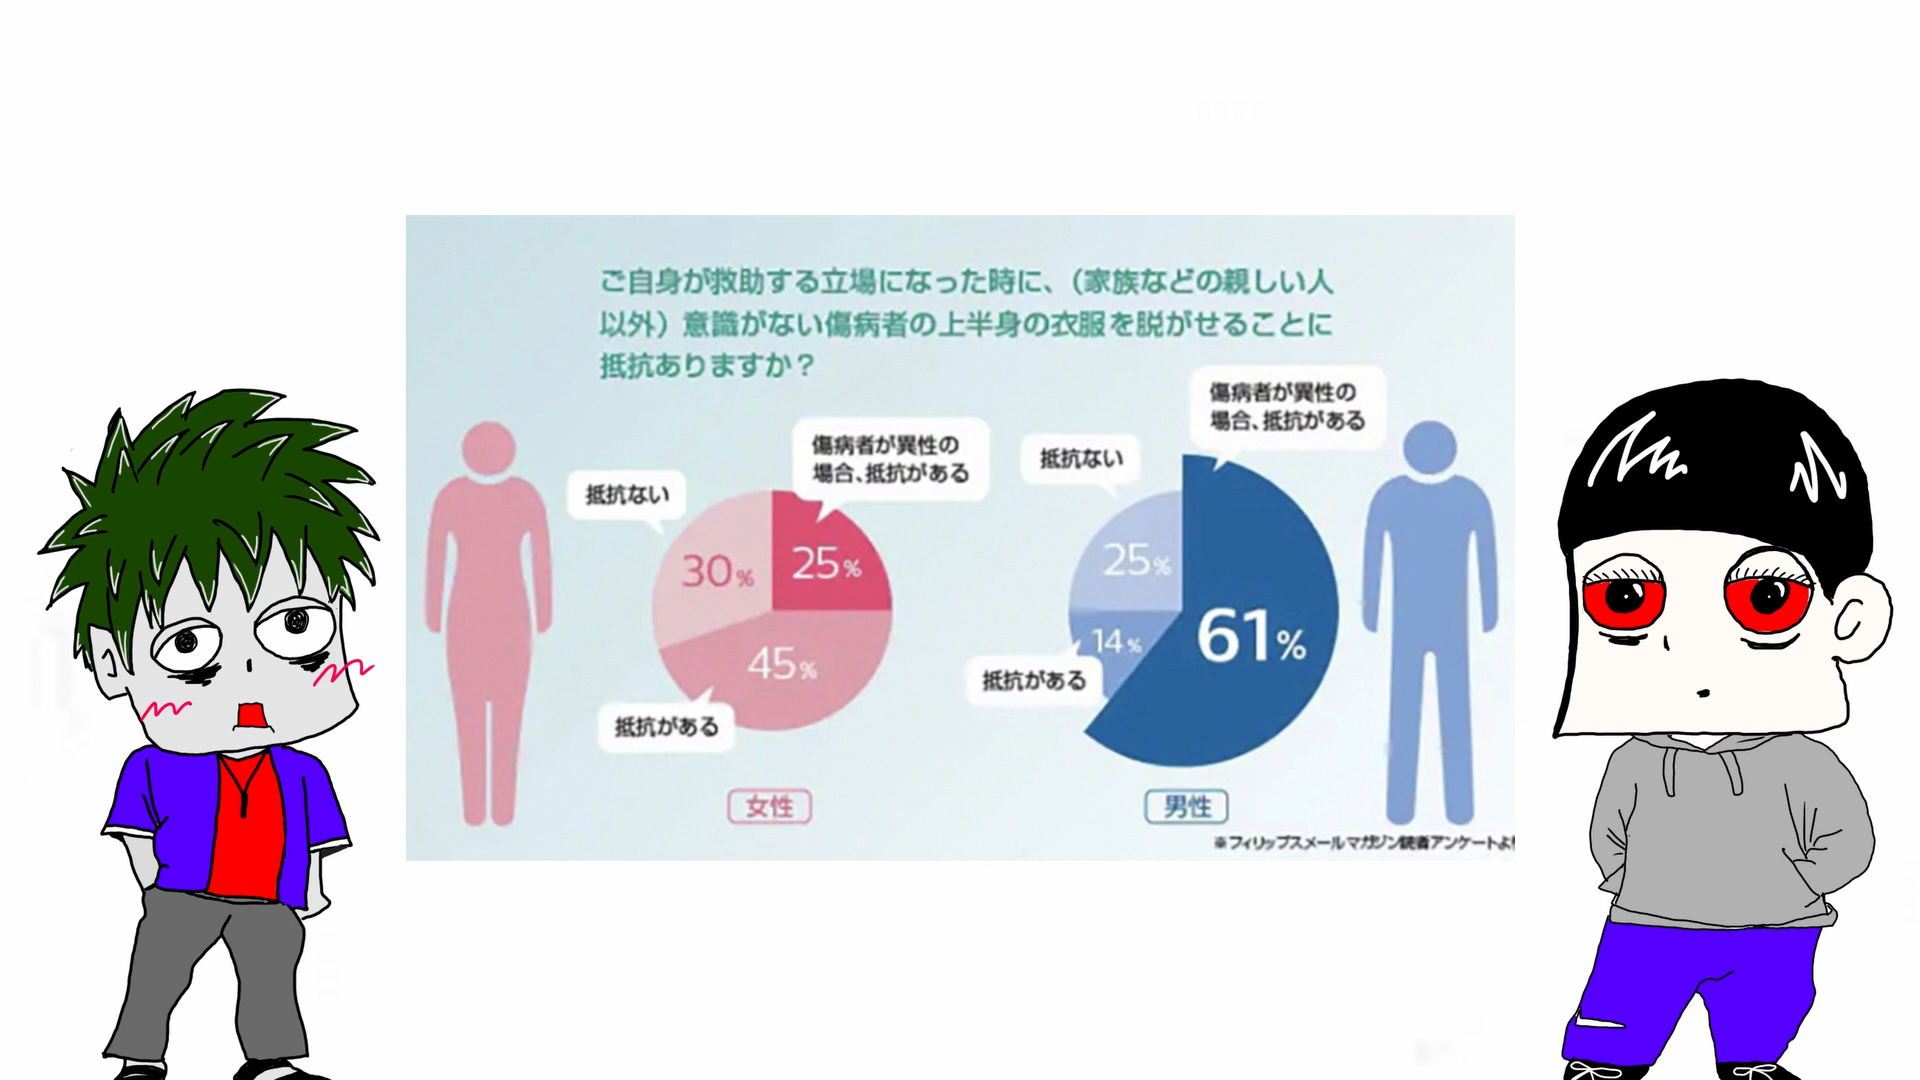 ご自身が救助する立場になった時に、（家族などの親しい人
以外）意識がない傷病者の上半身の衣服を脱がせることに
抵抗ありますか？
傷病者が異性の
場合、抵抗がある
抵抗ない
30%
25%
45%
抵抗がある
女性
傷病者が異性の
場合、抵抗がある
抵抗ない
25%
61%
14%
抵抗がある
男性
※フィリップスメールマガジン読者アンケートより